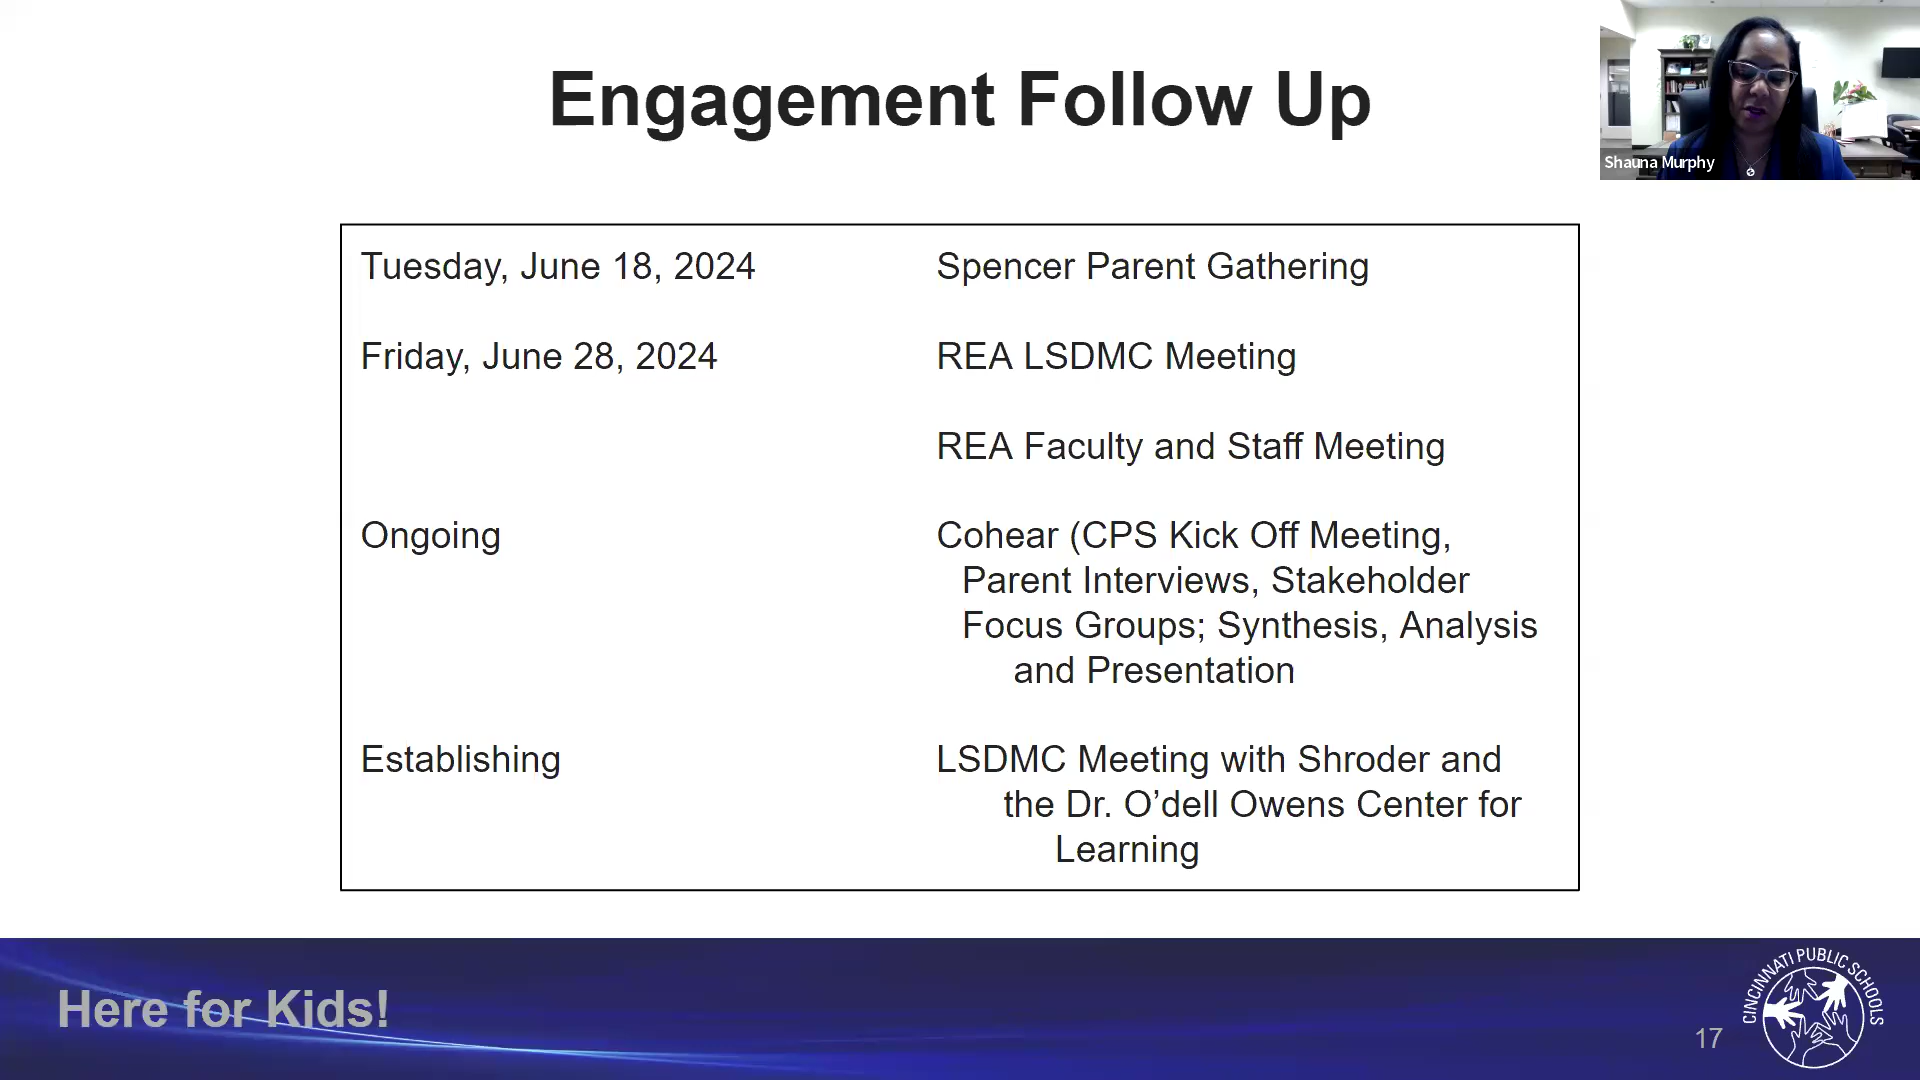 Engagement Follow Up
Shauna Murphy
Tuesday, June 18, 2024 Spencer Parent Gathering
Friday, June 28, 2024 REA LSDMC Meeting
REA Faculty and Staff Meeting
Ongoing Cohear (CPS Kick Off Meeting,
Parent Interviews, Stakeholder
Focus Groups; Synthesis, Analysis
and Presentation
Establishing LSDMC Meeting with Shroder and
the Dr. O’dell Owens Center for
Learning
Here for Kids!
17
CINCINNATI PUBLIC SCHOOLS